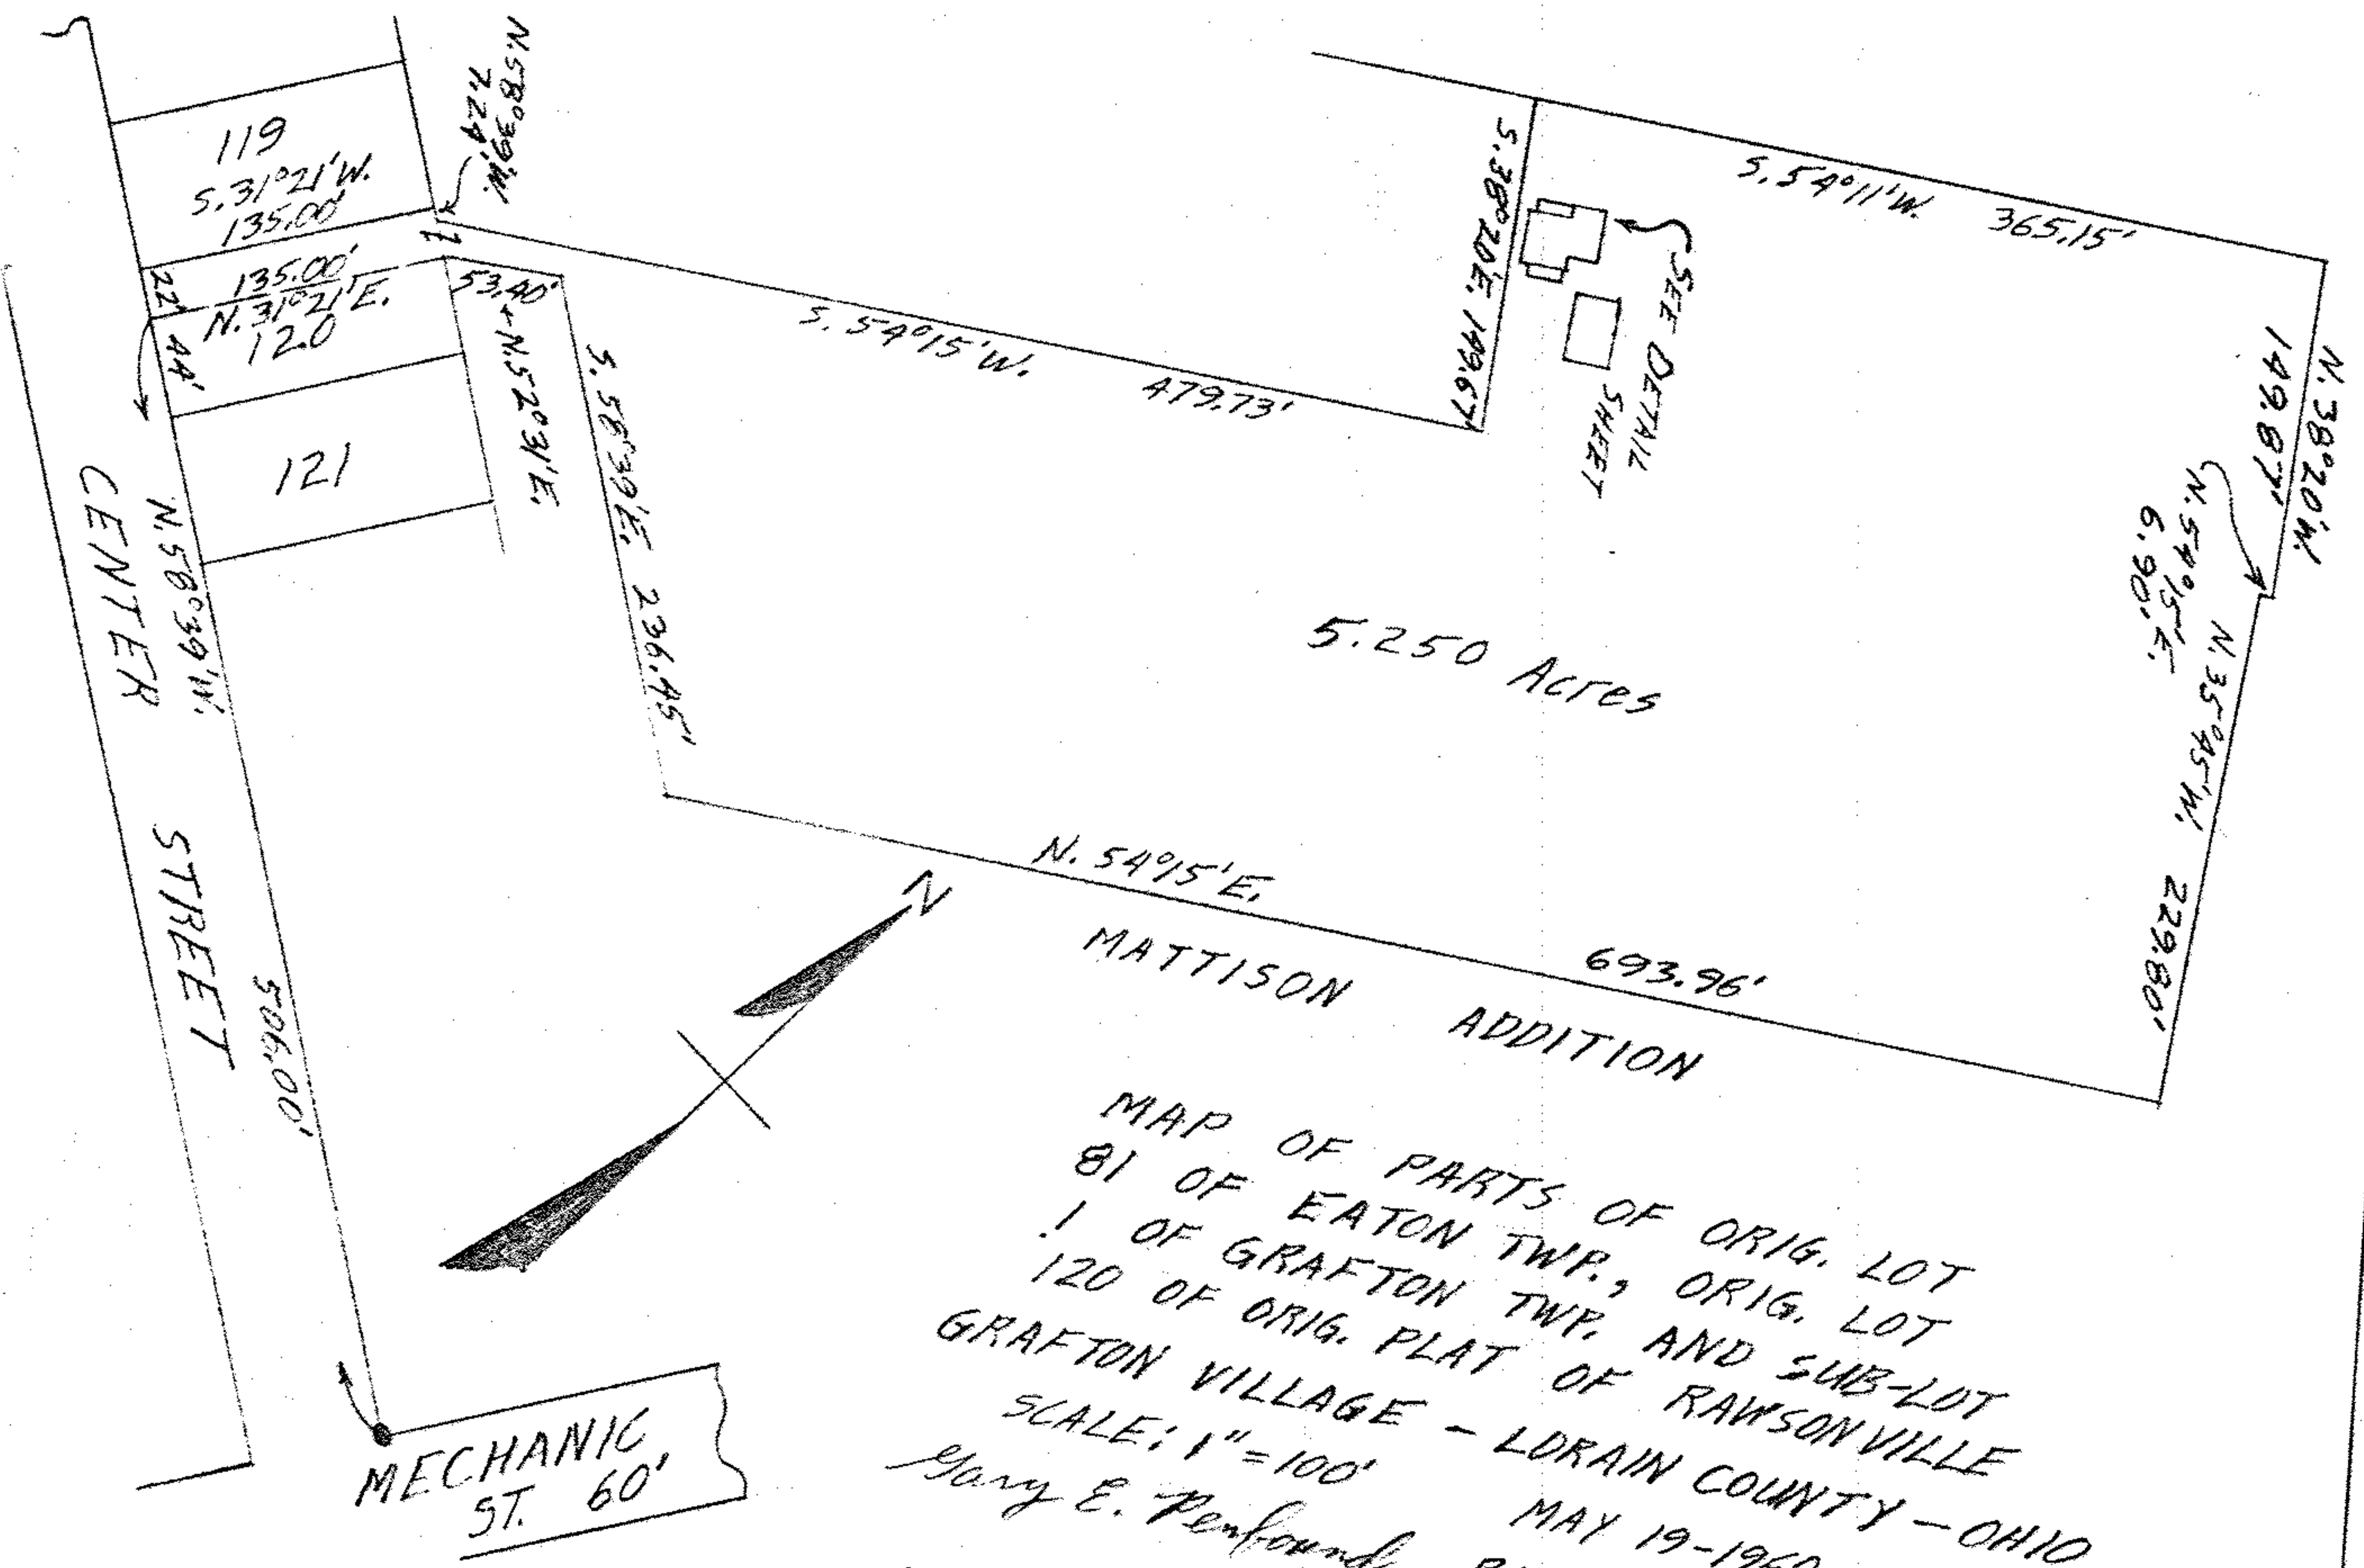 119
S. 31°21' W.
135.00'
N. 58°39' W.
7.24'
135.00'
N. 31°21' E.
120
22'
44'
53.40'
N. 52°31' E.
121
S. 58°39' E. 236.45'
S. 54°15' W. 479.73'
S. 38°20' E. 149.67'
SEE DETAIL
SHEET
S. 54°11' W. 365.15'
N. 38°20' W.
149.87'
N. 54°15' E.
6.90'
N. 35°45' W. 229.80'
5.250 Acres
N. 54°15' E. 693.96'
MATTISON ADDITION
CENTER STREET
N. 58°39' W. 506.00'
N
MECHANIC
ST. 60'
MAP OF PARTS OF ORIG. LOT
81 OF EATON TWP., ORIG. LOT
1 OF GRAFTON TWP. AND SUB-LOT
120 OF ORIG. PLAT OF RAWSONVILLE
GRAFTON VILLAGE - LORAIN COUNTY - OHIO
SCALE: 1" = 100' MAY 19-
Gary E. Penfound